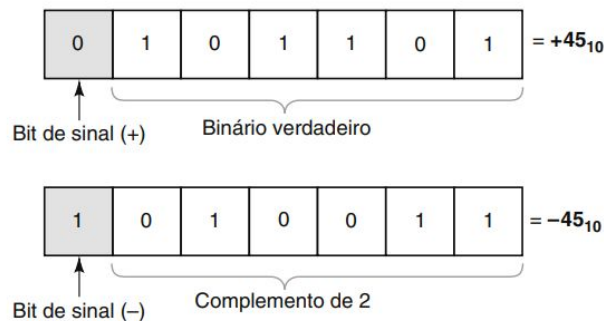 0 1 0 1 1 0 1 = +45₁₀
Bit de sinal (+) Binário verdadeiro
1 0 1 0 0 1 1 = –45₁₀
Bit de sinal (–) Complemento de 2